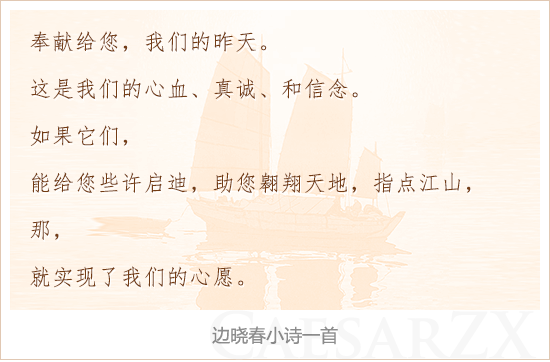 奉献给您，我们的昨天。
这是我们的心血、真诚、和信念。
如果它们，
能给您些许启迪，助您翱翔天地，指点江山，
那，
就实现了我们的心愿。
边晓春小诗一首
CAESARZX